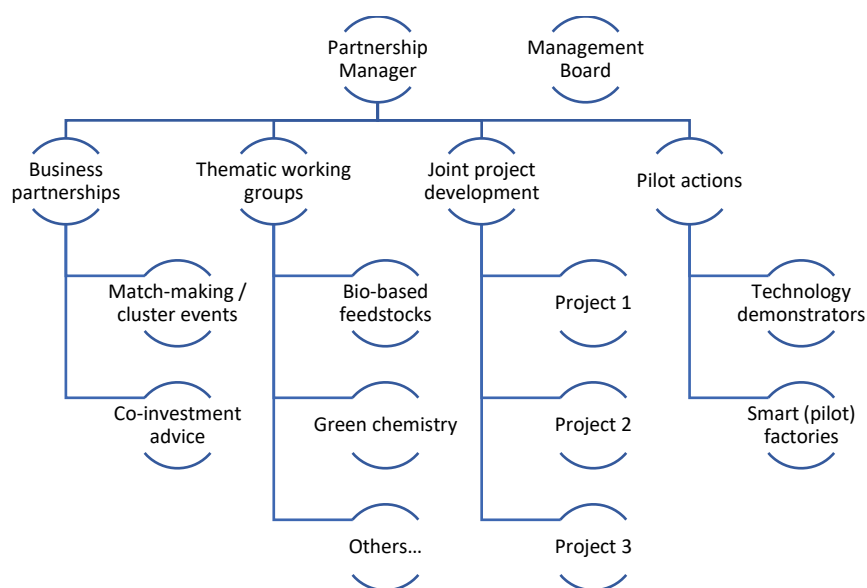 Partnership
Manager
Management
Board
Business
partnerships
Thematic working
groups
Joint project
development
Pilot actions
Match-making /
cluster events
Bio-based
feedstocks
Project 1
Technology
demonstrators
Co-investment
advice
Green chemistry
Project 2
Smart (pilot)
factories
Others…
Project 3